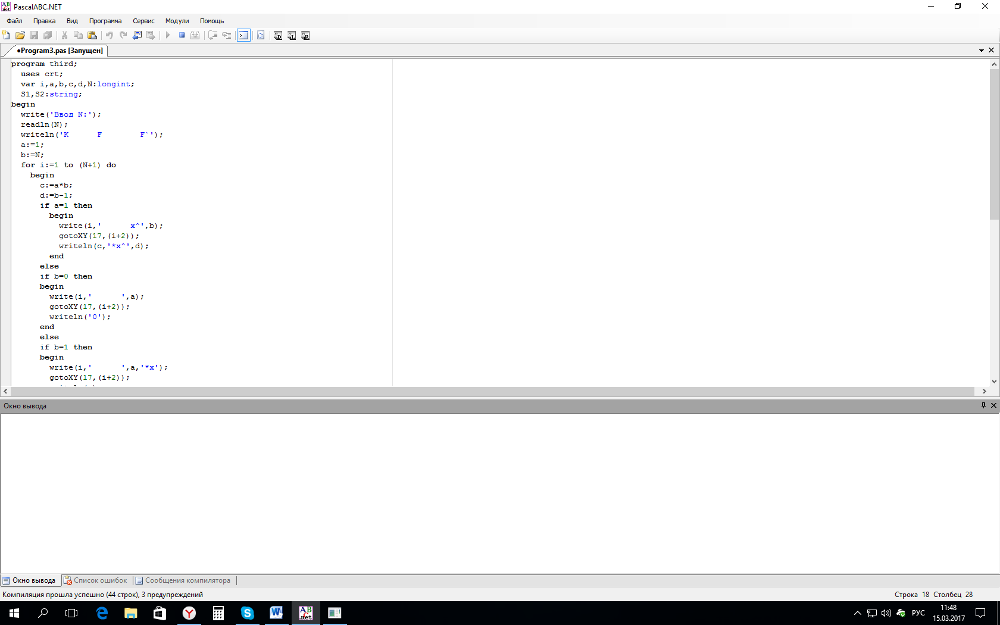 PascalABC.NET
Файл Правка Вид Программа Сервис Модули Помощь
•Program3.pas [Запущен]
program third;
uses crt;
var i,a,b,c,d,N:longint;
S1,S2:string;
begin
write('Ввод N:');
readln(N);
writeln('K      F        F`');
a:=1;
b:=N;
for i:=1 to (N+1) do
begin
c:=a*b;
d:=b-1;
if a=1 then
begin
write(i,'      x^',b);
gotoXY(17,(i+2));
writeln(c,'*x^',d);
end
else
if b=0 then
begin
write(i,'      ',a);
gotoXY(17,(i+2));
writeln('0');
end
else
if b=1 then
begin
write(i,'      ',a,'*x');
gotoXY(17,(i+2));
Окно вывода
Окно вывода Список ошибок Сообщения компилятора
Компиляция прошла успешно (44 строк), 3 предупреждений
Строка 18 Столбец 28
РУС
11:48
15.03.2017